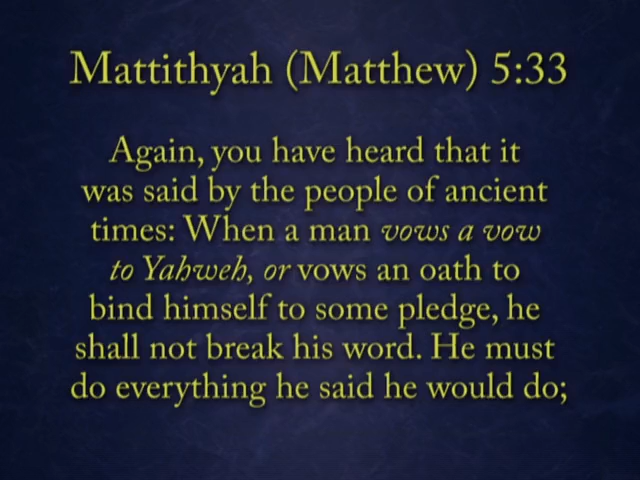 Mattithyah (Matthew) 5:33
Again, you have heard that it
was said by the people of ancient
times: When a man vows a vow
to Yahweh, or vows an oath to
bind himself to some pledge, he
shall not break his word. He must
do everything he said he would do;